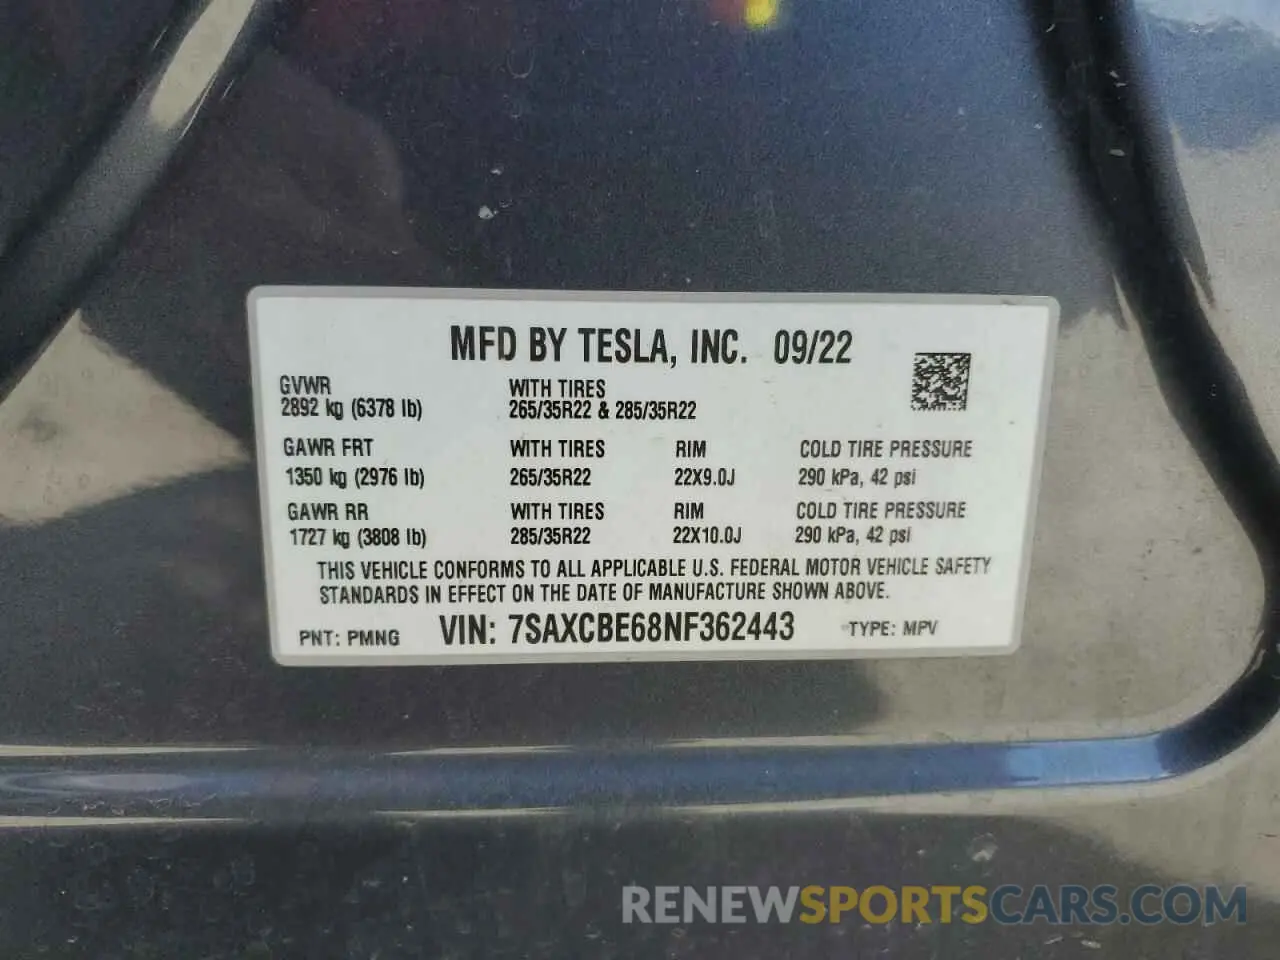 MFD BY TESLA, INC. 09/22
GVWR WITH TIRES
2892 kg (6378 lb) 265/35R22 & 285/35R22
GAWR FRT WITH TIRES RIM COLD TIRE PRESSURE
1350 kg (2976 lb) 265/35R22 22X9.0J 290 kPa, 42 psi
GAWR RR WITH TIRES RIM COLD TIRE PRESSURE
1727 kg (3808 lb) 285/35R22 22X10.0J 290 kPa, 42 psi
THIS VEHICLE CONFORMS TO ALL APPLICABLE U.S. FEDERAL MOTOR VEHICLE SAFETY
STANDARDS IN EFFECT ON THE DATE OF MANUFACTURE SHOWN ABOVE.
PNT: PMNG VIN: 7SAXCBE68NF362443 TYPE: MPV
RENEWSPORTSCARS.COM